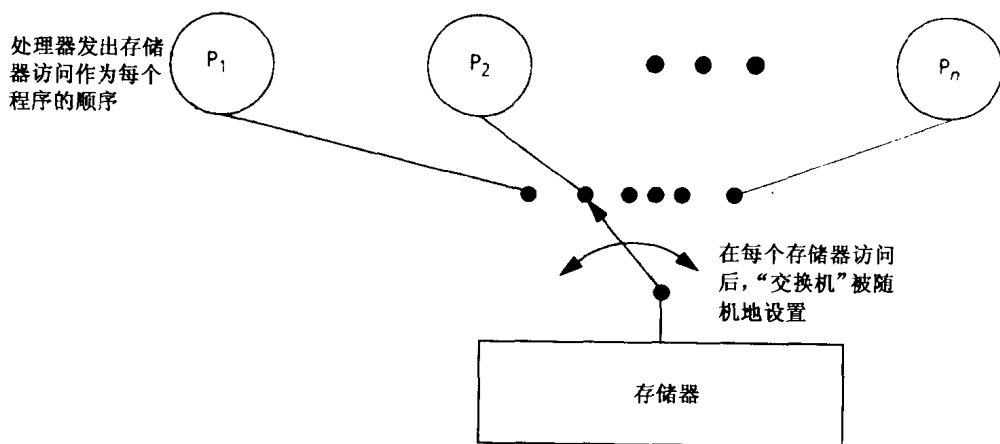 处理器发出存储
器访问作为每个
程序的顺序
P1
P2
Pn
在每个存储器访问
后,“交换机”被随
机地设置
存储器